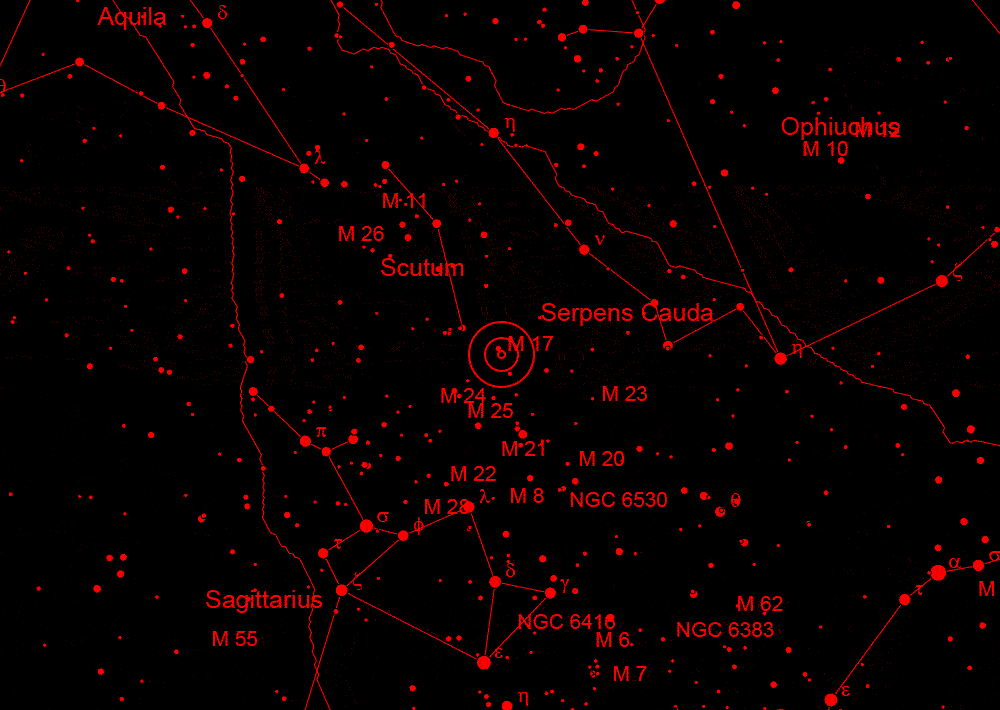 Aquila
δ
η
θ
Ophiuchus
M 12
M 10
λ
M 11
M 26
ν
Scutum
ζ
Serpens Cauda
M 17
η
M 24
M 23
M 25
π
M 21
M 20
M 22
λ
M 8
NGC 6530
θ
M 28
σ
φ
τ
δ
γ
α
σ
ζ
τ
M
Sagittarius
M 62
NGC 6416
NGC 6383
M 55
M 6
ε
M 7
η
ε